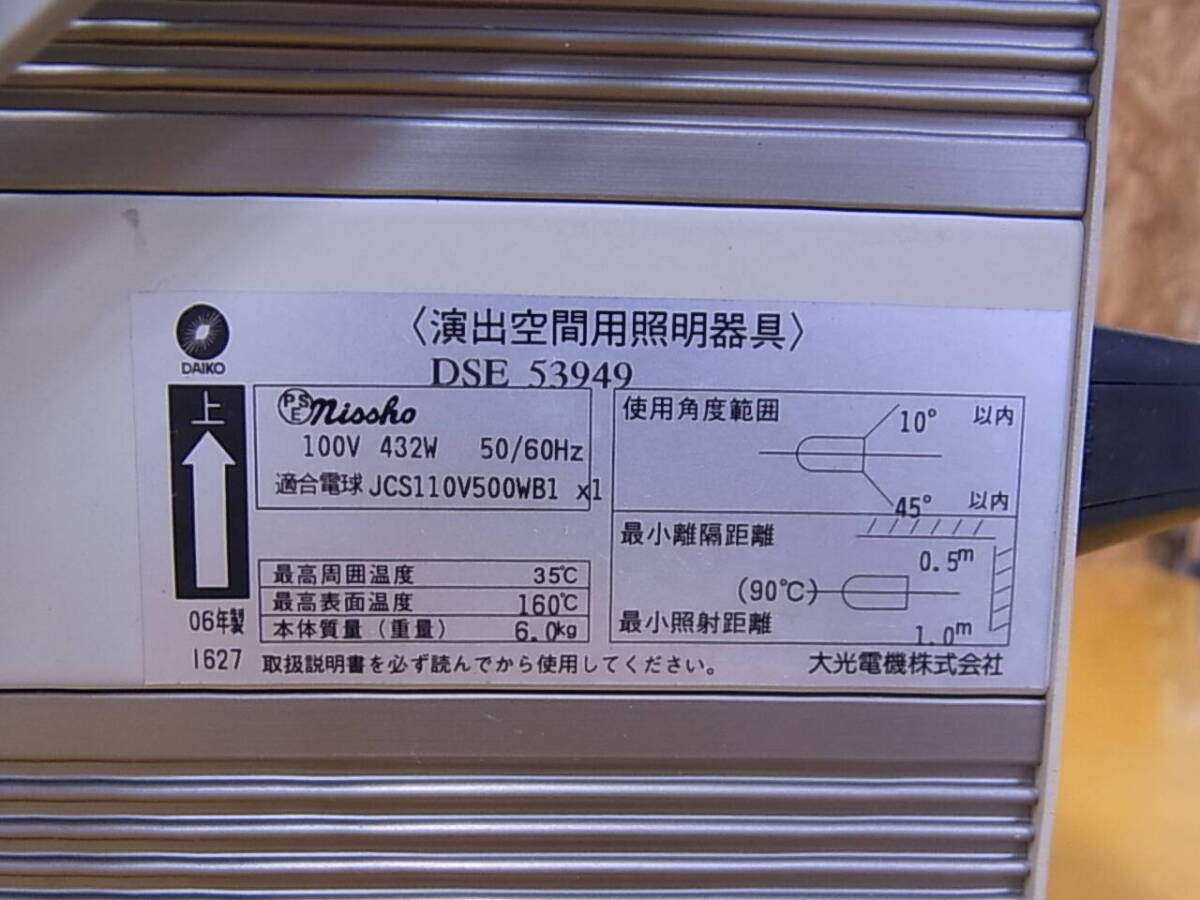 〈演出空間用照明器具〉
DSE 53949
DAIKO
上
06年製
1627
PSE Nissho
100V 432W 50/60Hz
適合電球 JCS110V500WB1 x1
最高周囲温度 35℃
最高表面温度 160℃
本体質量（重量） 6.0kg
使用角度範囲
10° 以内
45° 以内
最小離隔距離
0.5m
(90℃)
最小照射距離
1.0m
取扱説明書を必ず読んでから使用してください。
大光電機株式会社